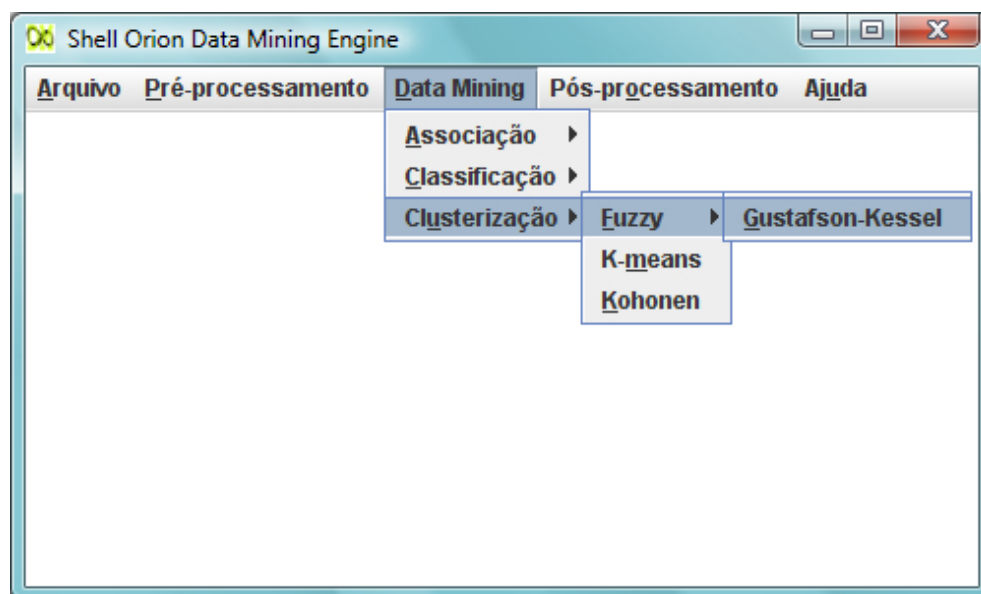 Shell Orion Data Mining Engine
Arquivo Pré-processamento Data Mining Pós-processamento Ajuda
Associação
Classificação
Clusterização Fuzzy Gustafson-Kessel
K-means
Kohonen